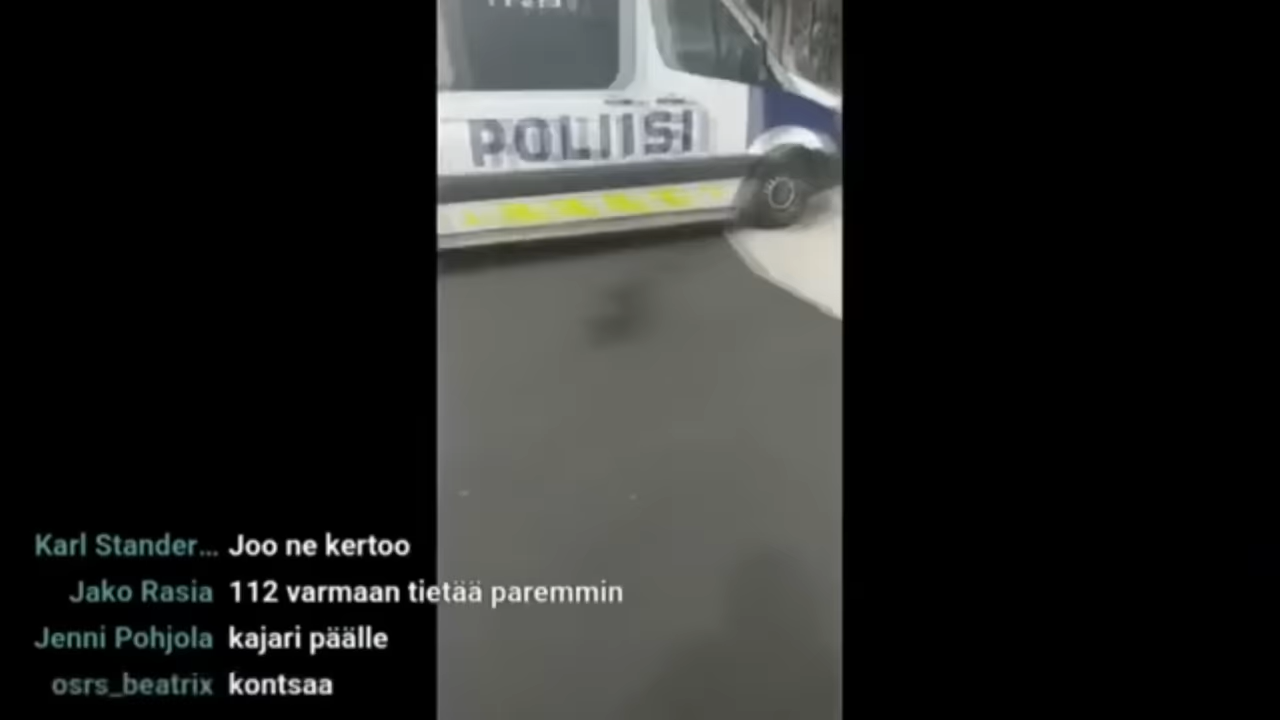 POLIISI
Karl Stander… Joo ne kertoo
Jako Rasia 112 varmaan tietää paremmin
Jenni Pohjola kajari päälle
osrs_beatrix kontsaa